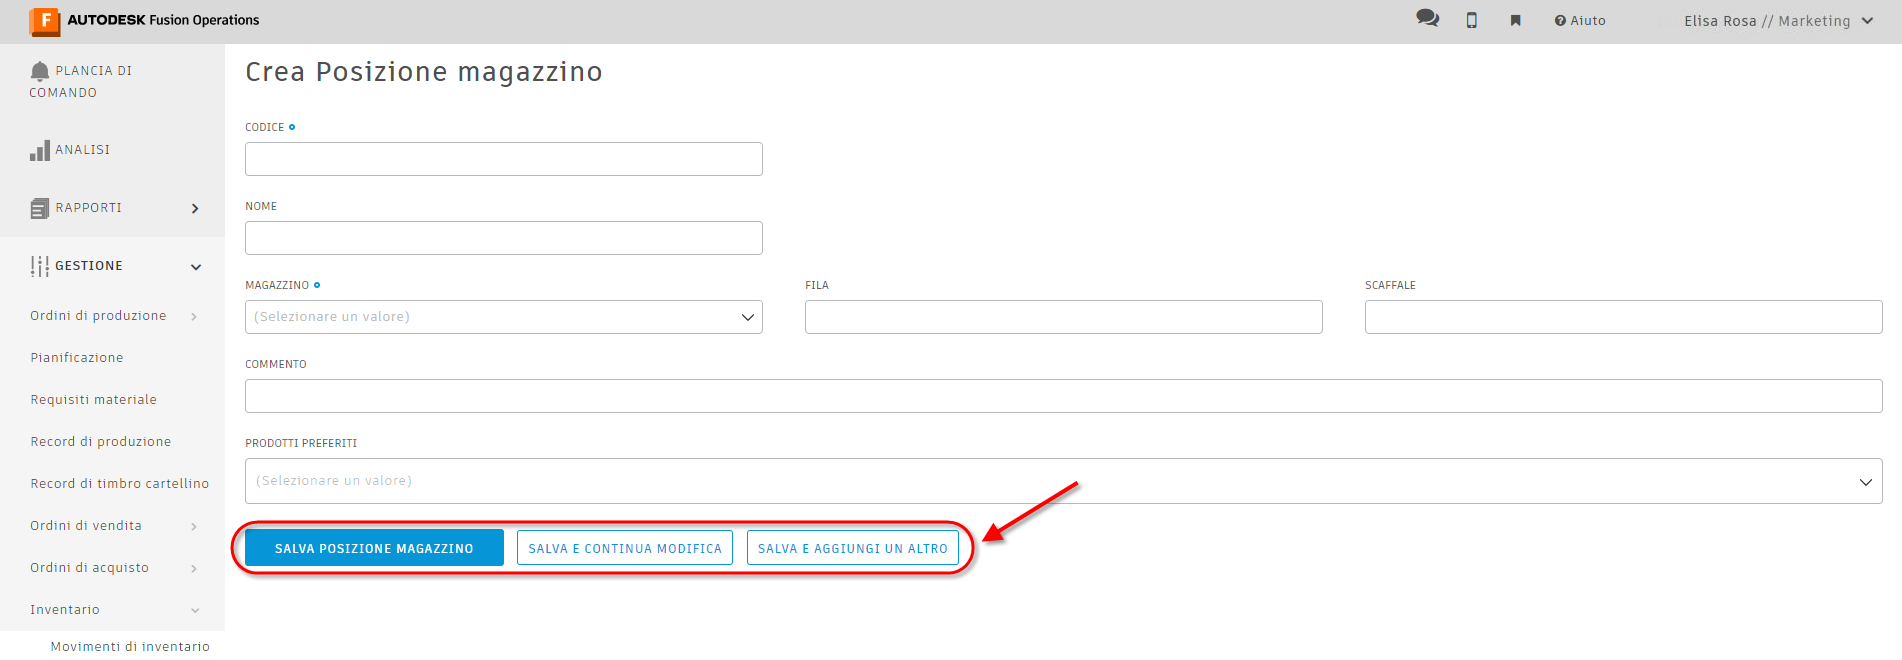 AUTODESK Fusion Operations
Aiuto
Elisa Rosa // Marketing
PLANCIA DI
COMANDO
ANALISI
RAPPORTI
GESTIONE
Ordini di produzione
Pianificazione
Requisiti materiale
Record di produzione
Record di timbro cartellino
Ordini di vendita
Ordini di acquisto
Inventario
Movimenti di inventario
Crea Posizione magazzino
CODICE
NOME
MAGAZZINO
(Selezionare un valore)
FILA
SCAFFALE
COMMENTO
PRODOTTI PREFERITI
(Selezionare un valore)
SALVA POSIZIONE MAGAZZINO
SALVA E CONTINUA MODIFICA
SALVA E AGGIUNGI UN ALTRO